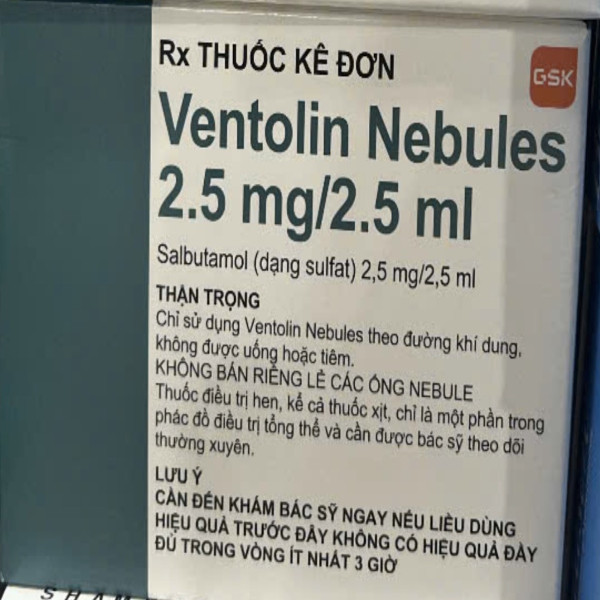 Rx THUỐC KÊ ĐƠN
GSK
Ventolin Nebules
2.5 mg/2.5 ml
Salbutamol (dạng sulfat) 2,5 mg/2,5 ml
THẬN TRỌNG
Chỉ sử dụng Ventolin Nebules theo đường khí dung,
không được uống hoặc tiêm.
KHÔNG BÁN RIÊNG LẺ CÁC ỐNG NEBULE
Thuốc điều trị hen, kể cả thuốc xịt, chỉ là một phần trong
phác đồ điều trị tổng thể và cần được bác sỹ theo dõi
thường xuyên.
LƯU Ý
CẦN ĐẾN KHÁM BÁC SỸ NGAY NẾU LIỀU DÙNG
HIỆU QUẢ TRƯỚC ĐÂY KHÔNG CÓ HIỆU QUẢ ĐẦY
ĐỦ TRONG VÒNG ÍT NHẤT 3 GIỜ